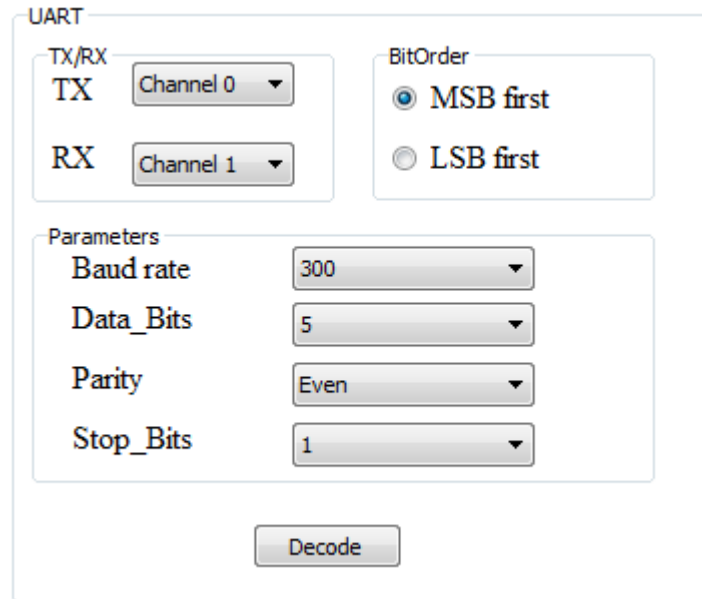 UART
TX/RX
TX Channel 0
RX Channel 1
BitOrder
MSB first
LSB first
Parameters
Baud rate 300
Data_Bits 5
Parity Even
Stop_Bits 1
Decode